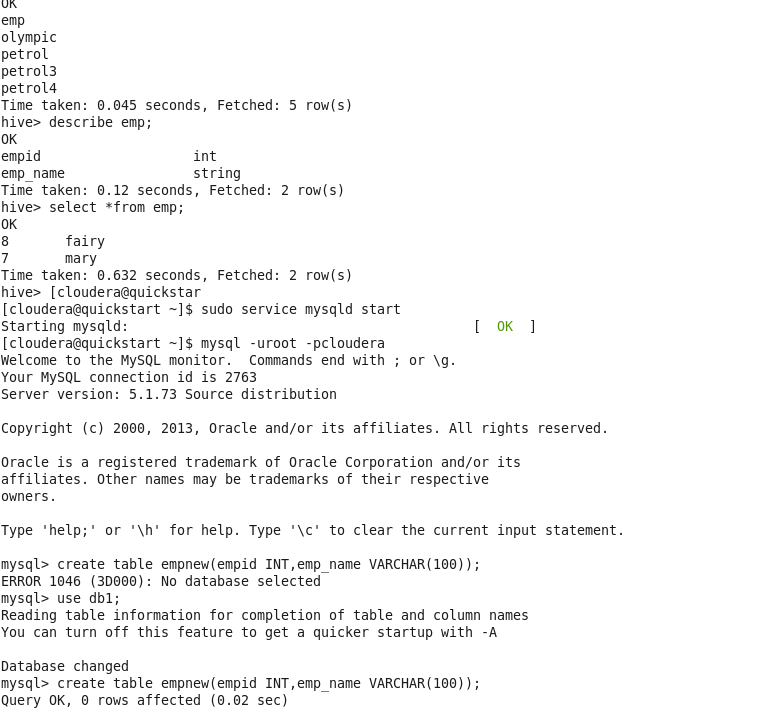 OK
emp
olympic
petrol
petrol3
petrol4
Time taken: 0.045 seconds, Fetched: 5 row(s)
hive> describe emp;
OK
empid                   int
emp_name                string
Time taken: 0.12 seconds, Fetched: 2 row(s)
hive> select *from emp;
OK
8       fairy
7       mary
Time taken: 0.632 seconds, Fetched: 2 row(s)
hive> [cloudera@quickstar
[cloudera@quickstart ~]$ sudo service mysqld start
Starting mysqld:                                           [  OK  ]
[cloudera@quickstart ~]$ mysql -uroot -pcloudera
Welcome to the MySQL monitor.  Commands end with ; or \g.
Your MySQL connection id is 2763
Server version: 5.1.73 Source distribution

Copyright (c) 2000, 2013, Oracle and/or its affiliates. All rights reserved.

Oracle is a registered trademark of Oracle Corporation and/or its
affiliates. Other names may be trademarks of their respective
owners.

Type 'help;' or '\h' for help. Type '\c' to clear the current input statement.

mysql> create table empnew(empid INT,emp_name VARCHAR(100));
ERROR 1046 (3D000): No database selected
mysql> use db1;
Reading table information for completion of table and column names
You can turn off this feature to get a quicker startup with -A

Database changed
mysql> create table empnew(empid INT,emp_name VARCHAR(100));
Query OK, 0 rows affected (0.02 sec)